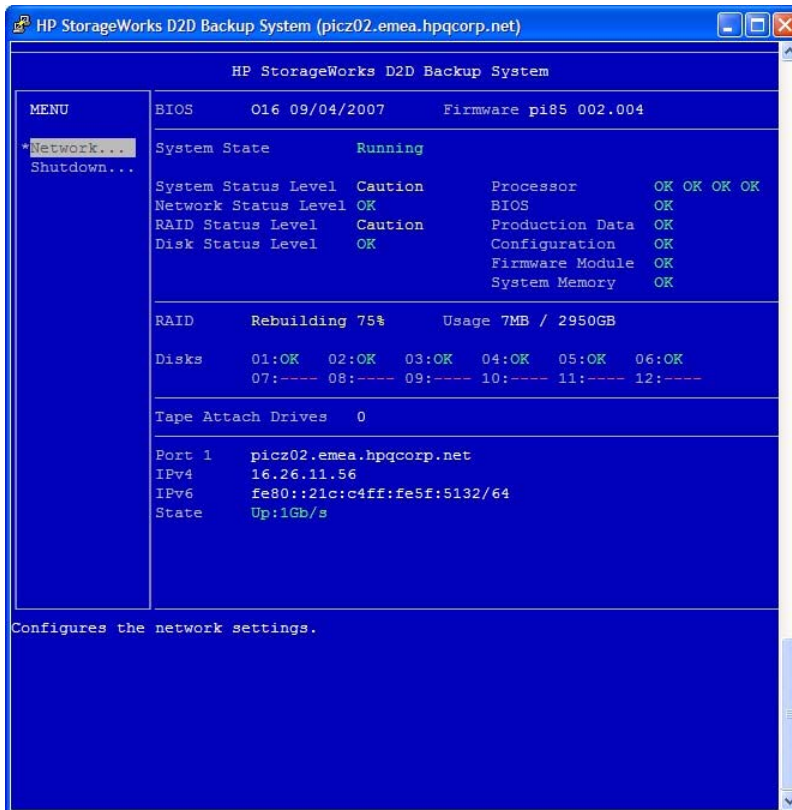 HP StorageWorks D2D Backup System (picz02.emea.hpqcorp.net)
HP StorageWorks D2D Backup System
MENU
*Network...
Shutdown...
BIOS O16 09/04/2007 Firmware pi85 002.004
System State Running
System Status Level Caution Processor OK OK OK OK
Network Status Level OK BIOS OK
RAID Status Level Caution Production Data OK
Disk Status Level OK Configuration OK
Firmware Module OK
System Memory OK
RAID Rebuilding 75% Usage 7MB / 2950GB
Disks 01:OK 02:OK 03:OK 04:OK 05:OK 06:OK
07:---- 08:---- 09:---- 10:---- 11:---- 12:----
Tape Attach Drives 0
Port 1 picz02.emea.hpqcorp.net
IPv4 16.26.11.56
IPv6 fe80::21c:c4ff:fe5f:5132/64
State Up:1Gb/s
Configures the network settings.